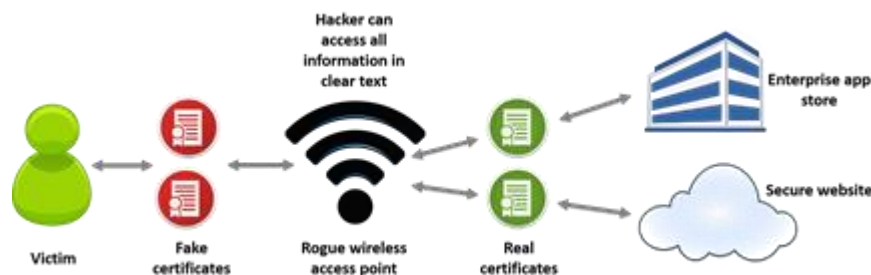 Hacker can
access all
information in
clear text
Enterprise app
store
Secure website
Victim
Fake
certificates
Rogue wireless
access point
Real
certificates